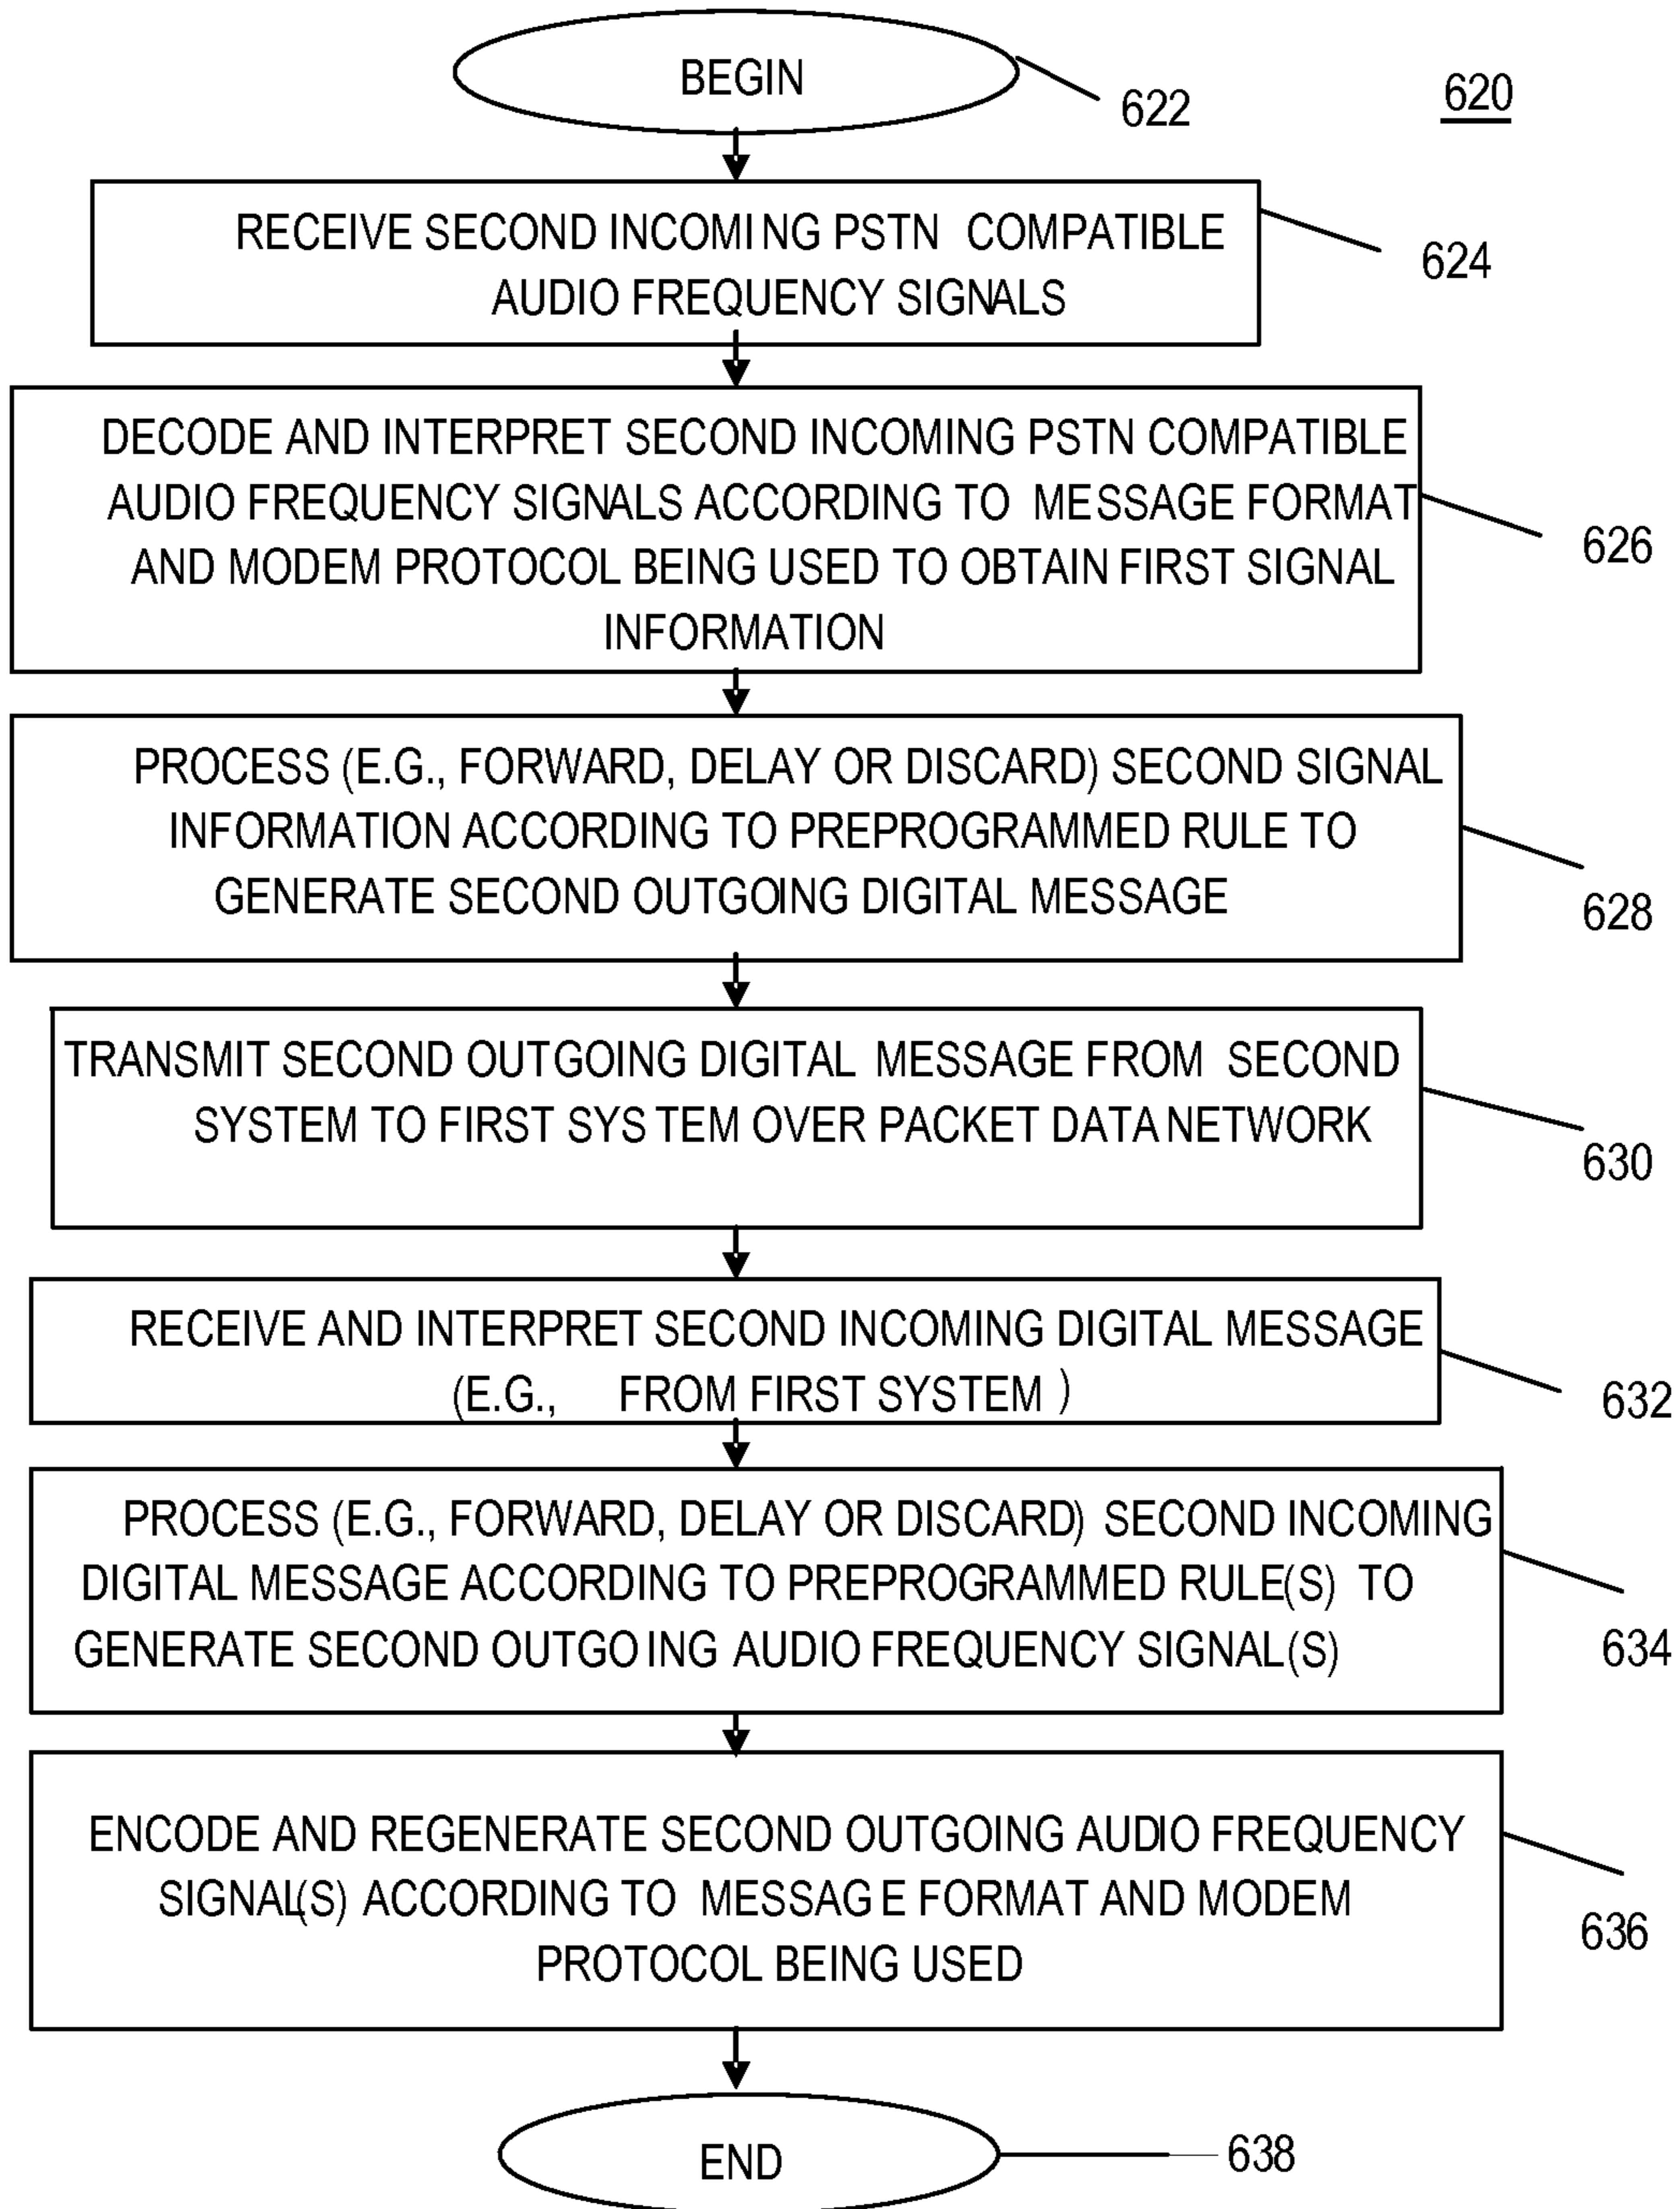 BEGIN
622
620
RECEIVE SECOND INCOMING PSTN COMPATIBLE
AUDIO FREQUENCY SIGNALS
624
DECODE AND INTERPRET SECOND INCOMING PSTN COMPATIBLE
AUDIO FREQUENCY SIGNALS ACCORDING TO MESSAGE FORMAT
AND MODEM PROTOCOL BEING USED TO OBTAIN FIRST SIGNAL
INFORMATION
626
PROCESS (E.G., FORWARD, DELAY OR DISCARD) SECOND SIGNAL
INFORMATION ACCORDING TO PREPROGRAMMED RULE TO
GENERATE SECOND OUTGOING DIGITAL MESSAGE
628
TRANSMIT SECOND OUTGOING DIGITAL MESSAGE FROM SECOND
SYSTEM TO FIRST SYSTEM OVER PACKET DATA NETWORK
630
RECEIVE AND INTERPRET SECOND INCOMING DIGITAL MESSAGE
(E.G., FROM FIRST SYSTEM )
632
PROCESS (E.G., FORWARD, DELAY OR DISCARD) SECOND INCOMING
DIGITAL MESSAGE ACCORDING TO PREPROGRAMMED RULE(S) TO
GENERATE SECOND OUTGOING AUDIO FREQUENCY SIGNAL(S)
634
ENCODE AND REGENERATE SECOND OUTGOING AUDIO FREQUENCY
SIGNAL(S) ACCORDING TO MESSAGE FORMAT AND MODEM
PROTOCOL BEING USED
636
END
638